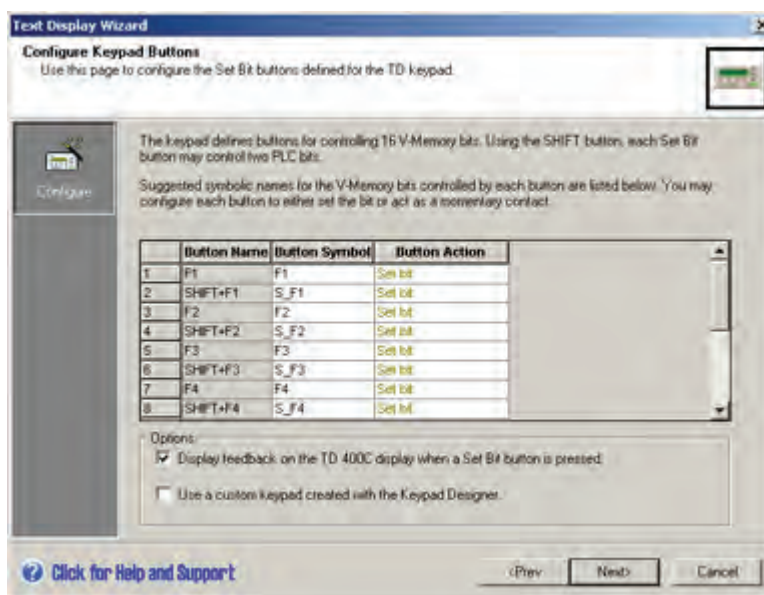 Text Display Wizard
Configure Keypad Buttons
Use this page to configure the Set Bit buttons defined for the TD keypad.
Configure
The keypad defines buttons for controlling 16 V-Memory bits. Using the SHIFT button, each Set Bit
button may control two PLC bits.
Suggested symbolic names for the V-Memory bits controlled by each button are listed below. You may
configure each button to either set the bit or act as a momentary contact.
Button Name Button Symbol Button Action
1 F1 F1 Set bit
2 SHIFT+F1 S_F1 Set bit
3 F2 F2 Set bit
4 SHIFT+F2 S_F2 Set bit
5 F3 F3 Set bit
6 SHIFT+F3 S_F3 Set bit
7 F4 F4 Set bit
8 SHIFT+F4 S_F4 Set bit
Options
Display feedback on the TD 400C display when a Set Bit button is pressed.
Use a custom keypad created with the Keypad Designer.
Click for Help and Support
<Prev Next> Cancel